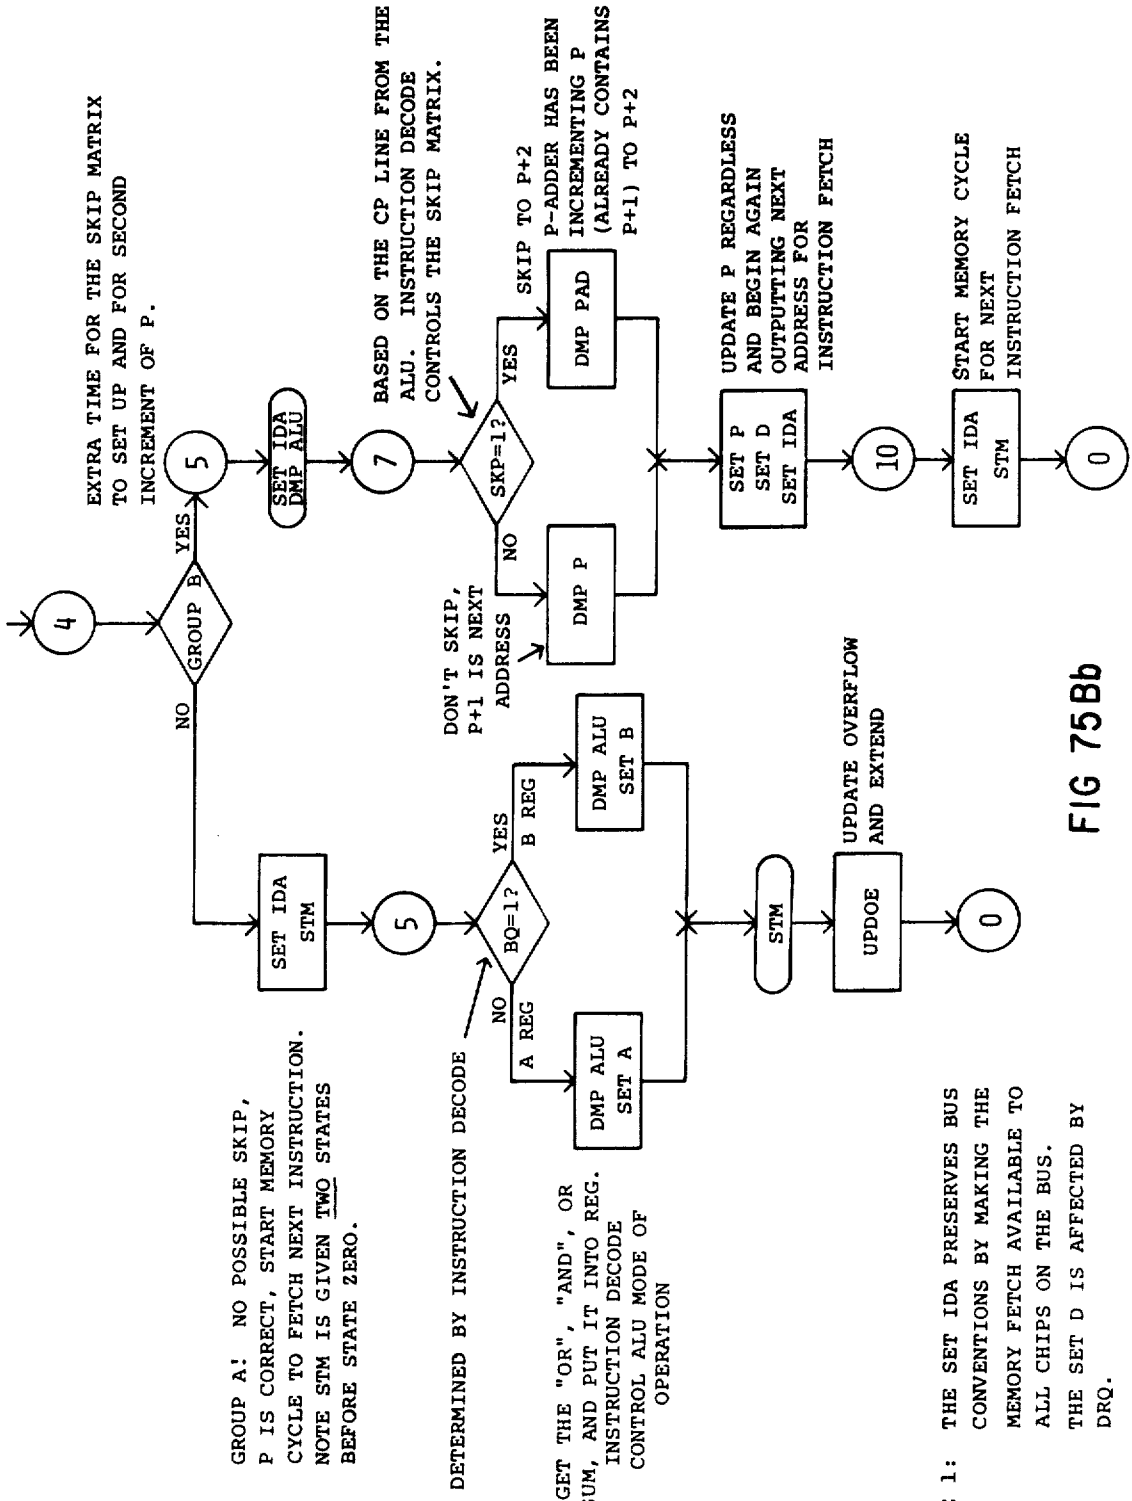 4
GROUP B
NO
YES
EXTRA TIME FOR THE SKIP MATRIX
TO SET UP AND FOR SECOND
INCREMENT OF P.
5
SET IDA
DMP ALU
7
BASED ON THE CP LINE FROM THE
ALU. INSTRUCTION DECODE
CONTROLS THE SKIP MATRIX.
SKP=1?
NO
YES
SKIP TO P+2
P-ADDER HAS BEEN
INCREMENTING P
(ALREADY CONTAINS
P+1) TO P+2
DMP PAD
DON'T SKIP,
P+1 IS NEXT
ADDRESS
DMP P
UPDATE P REGARDLESS
AND BEGIN AGAIN
OUTPUTTING NEXT
ADDRESS FOR
INSTRUCTION FETCH
SET P
SET D
SET IDA
10
START MEMORY CYCLE
FOR NEXT
INSTRUCTION FETCH
SET IDA
STM
0
GROUP A! NO POSSIBLE SKIP,
P IS CORRECT, START MEMORY
CYCLE TO FETCH NEXT INSTRUCTION.
NOTE STM IS GIVEN TWO STATES
BEFORE STATE ZERO.
SET IDA
STM
5
DETERMINED BY INSTRUCTION DECODE
BQ=1?
NO
A REG
YES
B REG
GET THE "OR", "AND", OR
SUM, AND PUT IT INTO REG.
INSTRUCTION DECODE
CONTROL ALU MODE OF
OPERATION
DMP ALU
SET A
DMP ALU
SET B
STM
UPDATE OVERFLOW
AND EXTEND
UPDOE
0
1: THE SET IDA PRESERVES BUS
CONVENTIONS BY MAKING THE
MEMORY FETCH AVAILABLE TO
ALL CHIPS ON THE BUS.
THE SET D IS AFFECTED BY
DRQ.
FIG 75Bb